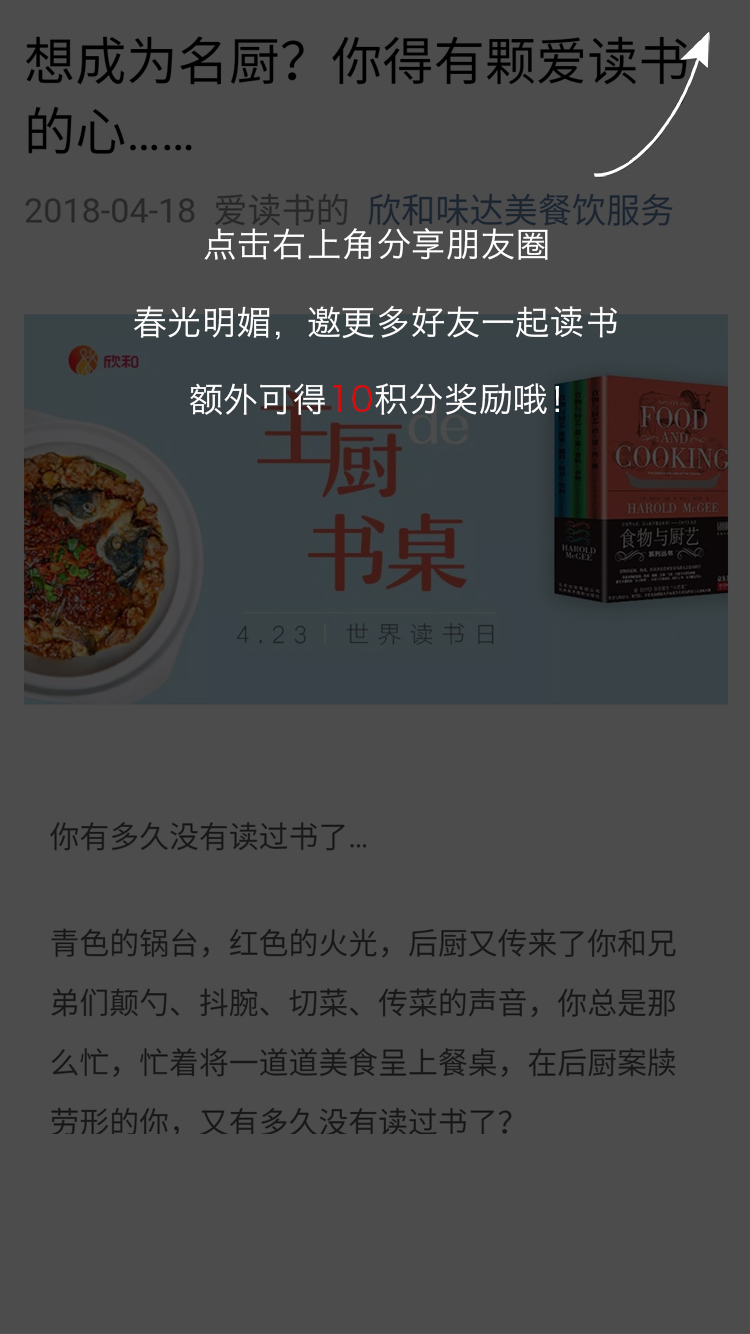 想成为名厨？你得有颗爱读书
的心……
2018-04-18 爱读书的 欣和味达美餐饮服务
点击右上角分享朋友圈
春光明媚，邀更多好友一起读书
额外可得10积分奖励哦！
欣和
主厨de
书桌
4.23 | 世界读书日
FOOD
AND
COOKING
HAROLD McGEE
食物与厨艺
系列丛书
HAROLD
McGEE
你有多久没有读过书了...
青色的锅台，红色的火光，后厨又传来了你和兄
弟们颠勺、抖腕、切菜、传菜的声音，你总是那
么忙，忙着将一道道美食呈上餐桌，在后厨案牍
劳形的你，又有多久没有读过书了？